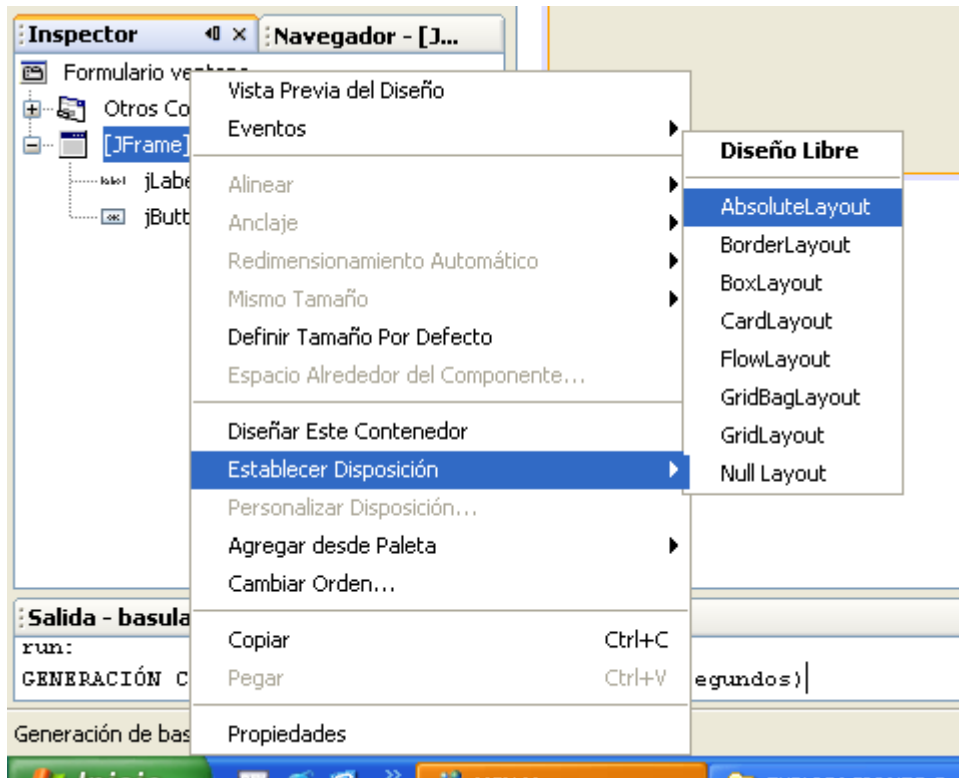 Inspector
Navegador - [J...
Formulario ventana
Otros Co
[JFrame]
jLabe
jButt
Vista Previa del Diseño
Eventos
Alinear
Anclaje
Redimensionamiento Automático
Mismo Tamaño
Definir Tamaño Por Defecto
Espacio Alrededor del Componente...
Diseñar Este Contenedor
Establecer Disposición
Personalizar Disposición...
Agregar desde Paleta
Cambiar Orden...
Copiar Ctrl+C
Pegar Ctrl+V
Propiedades
Diseño Libre
AbsoluteLayout
BorderLayout
BoxLayout
CardLayout
FlowLayout
GridBagLayout
GridLayout
Null Layout
Salida - basula
run:
GENERACIÓN C egundos)
Generación de bas
Inicio